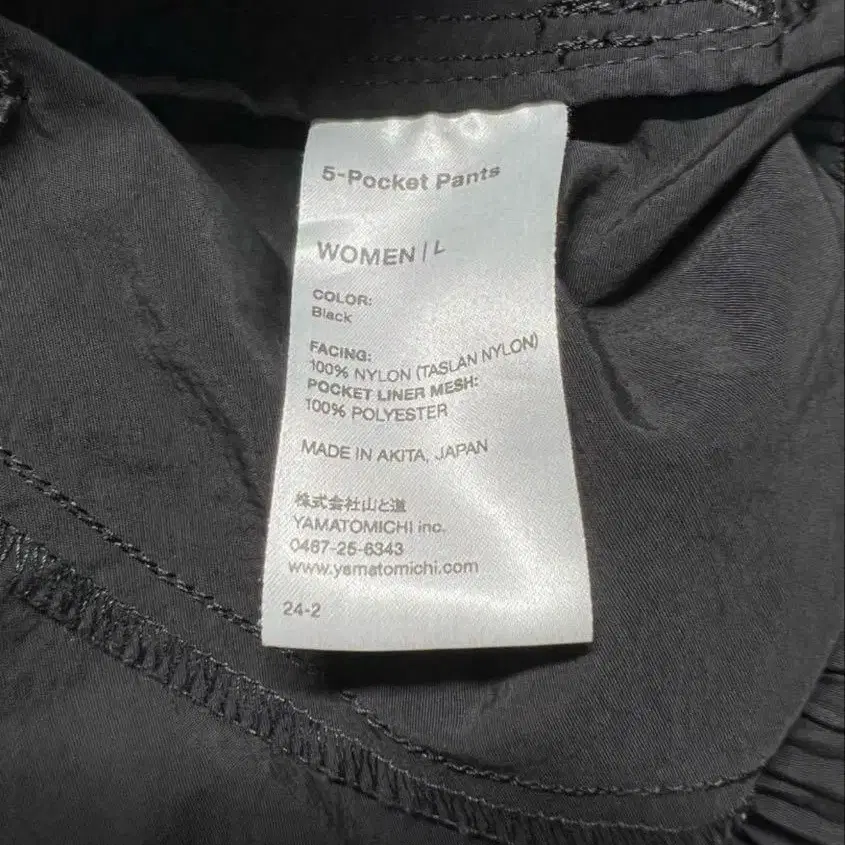 5-Pocket Pants
WOMEN | L
COLOR:
Black
FACING:
100% NYLON (TASLAN NYLON)
POCKET LINER MESH:
100% POLYESTER
MADE IN AKITA, JAPAN
株式会社山と道
YAMATOMICHI inc.
0467-25-6343
www.yamatomichi.com
24-2